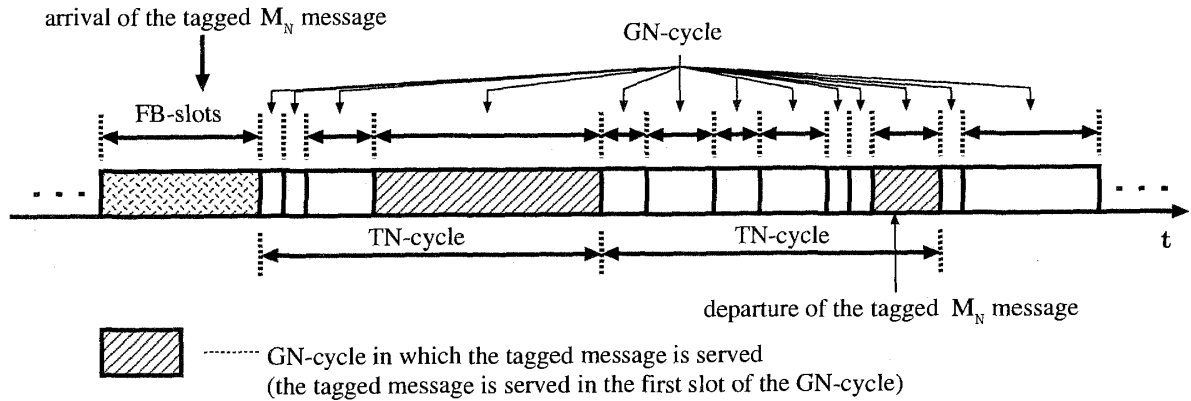 arrival of the tagged M_N message
GN-cycle
FB-slots
TN-cycle
TN-cycle
t
departure of the tagged M_N message
GN-cycle in which the tagged message is served
(the tagged message is served in the first slot of the GN-cycle)